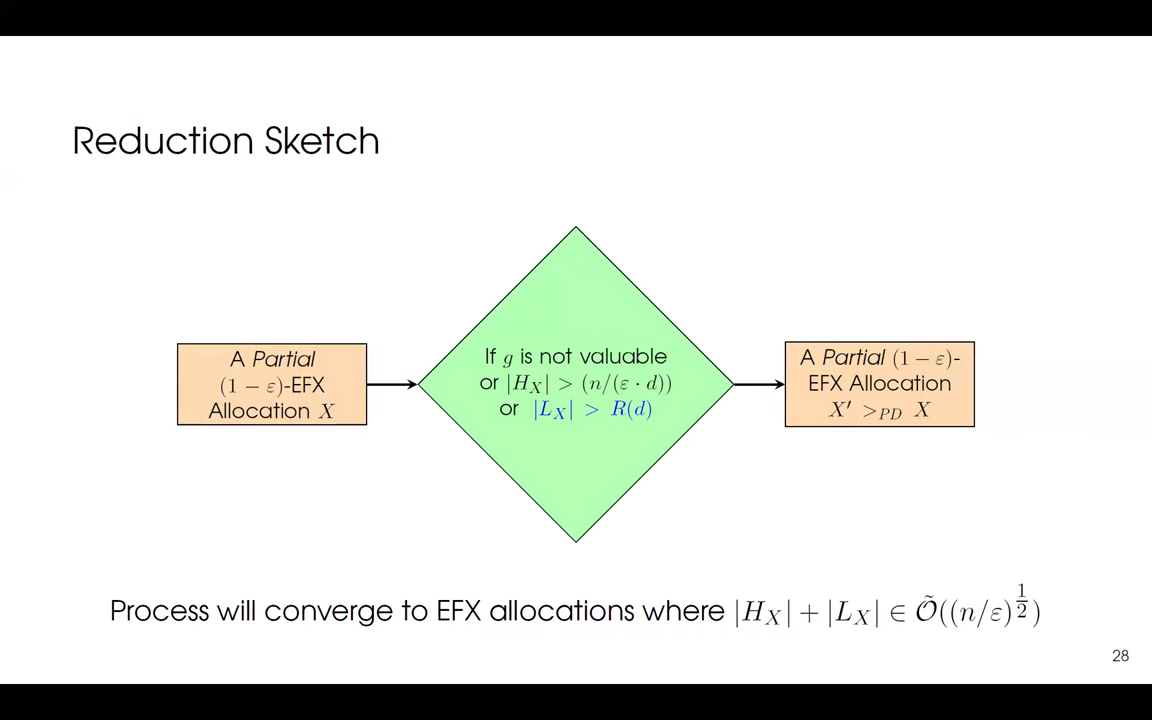 Reduction Sketch
A Partial
(1 − ε)-EFX
Allocation X
If g is not valuable
or |H_X| > (n/(ε · d))
or |L_X| > R(d)
A Partial (1 − ε)-
EFX Allocation
X′ >_{PD} X
Process will converge to EFX allocations where |H_X| + |L_X| ∈ Õ((n/ε)^{1/2})
28